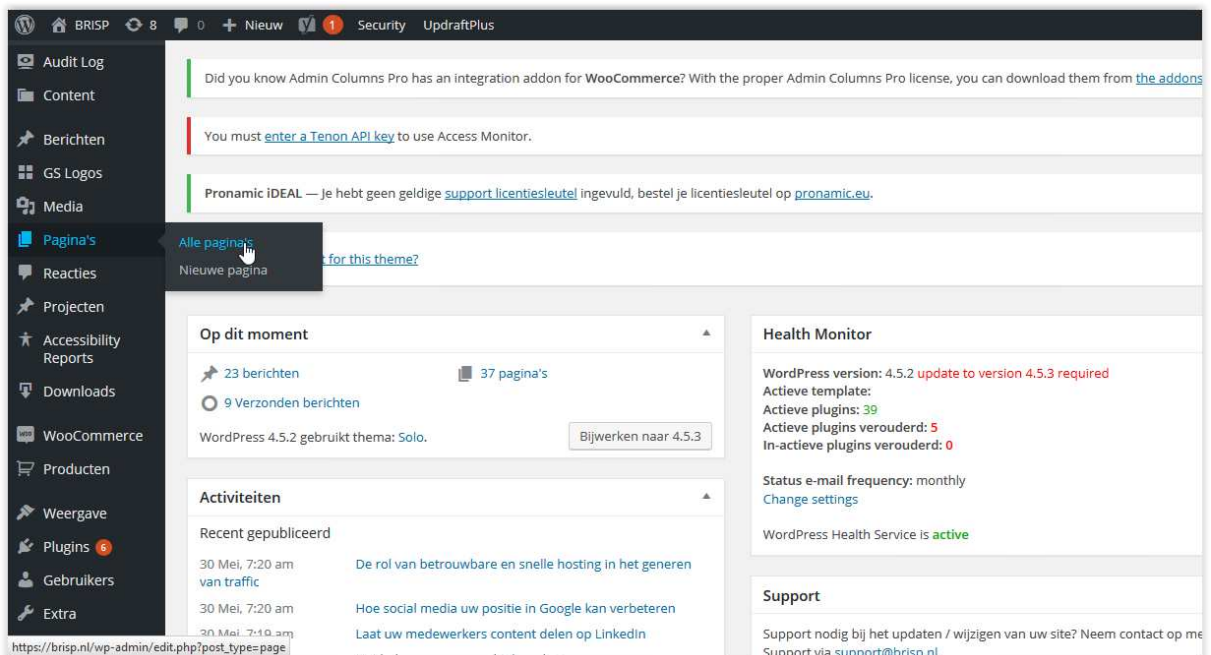 BRISP 8 0 + Nieuw 1 Security UpdraftPlus
Audit Log
Content
Berichten
GS Logos
Media
Pagina's
Alle pagina's
Nieuwe pagina
Reacties
Projecten
Accessibility
Reports
Downloads
WooCommerce
Producten
Weergave
Plugins 6
Gebruikers
Extra
https://brisp.nl/wp-admin/edit.php?post_type=page
Did you know Admin Columns Pro has an integration addon for WooCommerce? With the proper Admin Columns Pro license, you can download them from the addons
You must enter a Tenon API key to use Access Monitor.
Pronamic iDEAL — Je hebt geen geldige support licentiesleutel ingevuld, bestel je licentiesleutel op pronamic.eu.
for this theme?
Op dit moment
23 berichten 37 pagina's
9 Verzonden berichten
WordPress 4.5.2 gebruikt thema: Solo. Bijwerken naar 4.5.3
Activiteiten
Recent gepubliceerd
30 Mei, 7:20 am De rol van betrouwbare en snelle hosting in het generen
van traffic
30 Mei, 7:20 am Hoe social media uw positie in Google kan verbeteren
30 Mei, 7:19 am Laat uw medewerkers content delen op LinkedIn
Health Monitor
WordPress version: 4.5.2 update to version 4.5.3 required
Actieve template:
Actieve plugins: 39
Actieve plugins verouderd: 5
In-actieve plugins verouderd: 0
Status e-mail frequency: monthly
Change settings
WordPress Health Service is active
Support
Support nodig bij het updaten / wijzigen van uw site? Neem contact op me
Support via support@brisp.nl